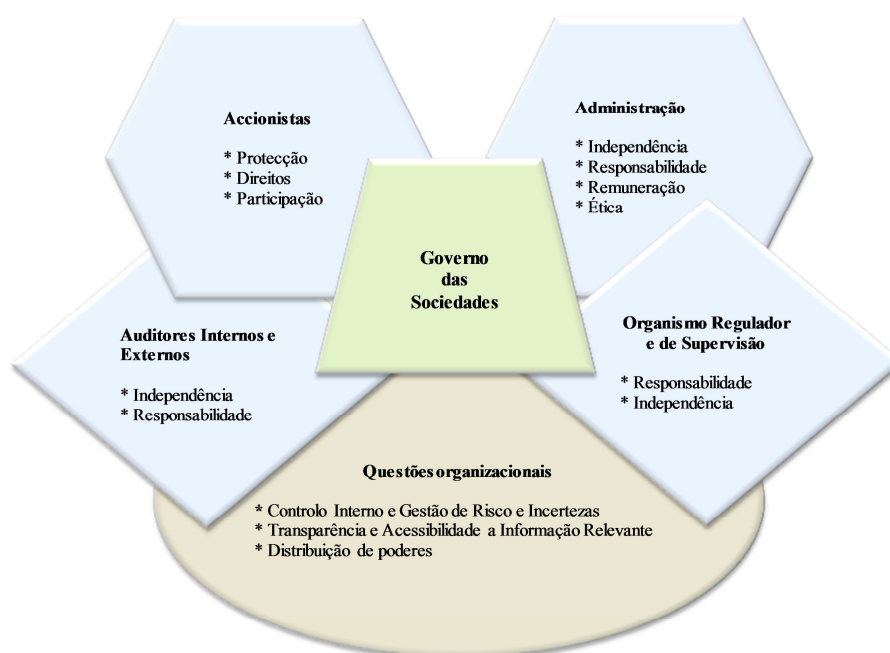 Accionistas
* Protecção
* Direitos
* Participação
Administração
* Independência
* Responsabilidade
* Remuneração
* Ética
Governo
das
Sociedades
Auditores Internos e
Externos
* Independência
* Responsabilidade
Organismo Regulador
e de Supervisão
* Responsabilidade
* Independência
Questões organizacionais
* Controlo Interno e Gestão de Risco e Incertezas
* Transparência e Acessibilidade a Informação Relevante
* Distribuição de poderes